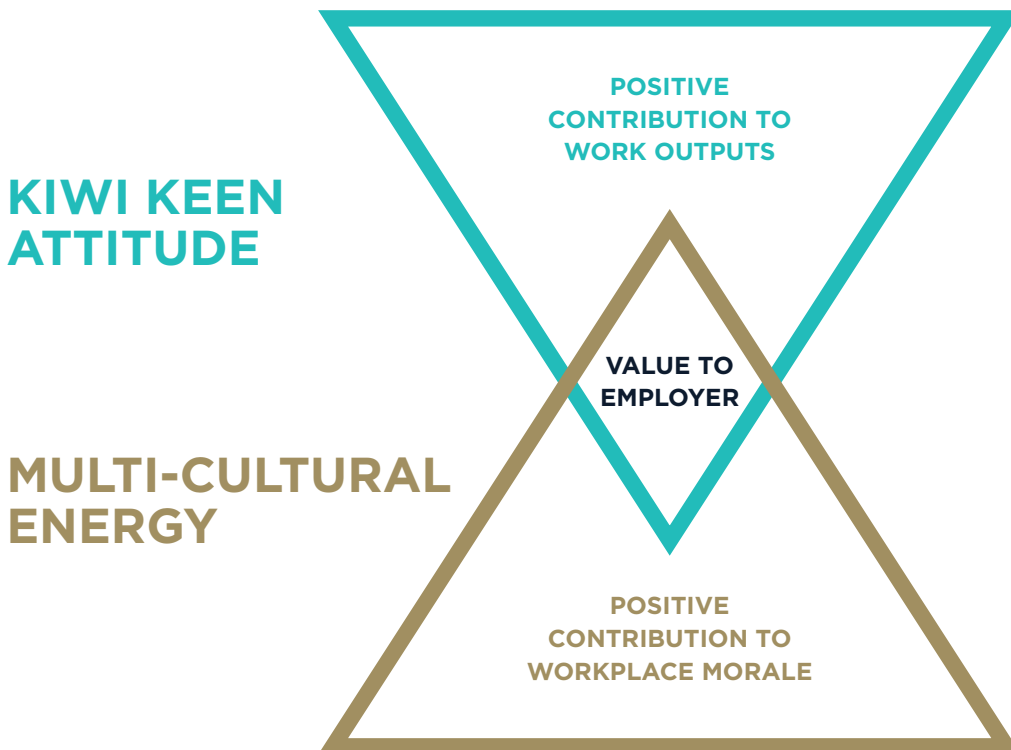 POSITIVE
CONTRIBUTION TO
WORK OUTPUTS
KIWI KEEN
ATTITUDE
VALUE TO
EMPLOYER
MULTI-CULTURAL
ENERGY
POSITIVE
CONTRIBUTION TO
WORKPLACE MORALE